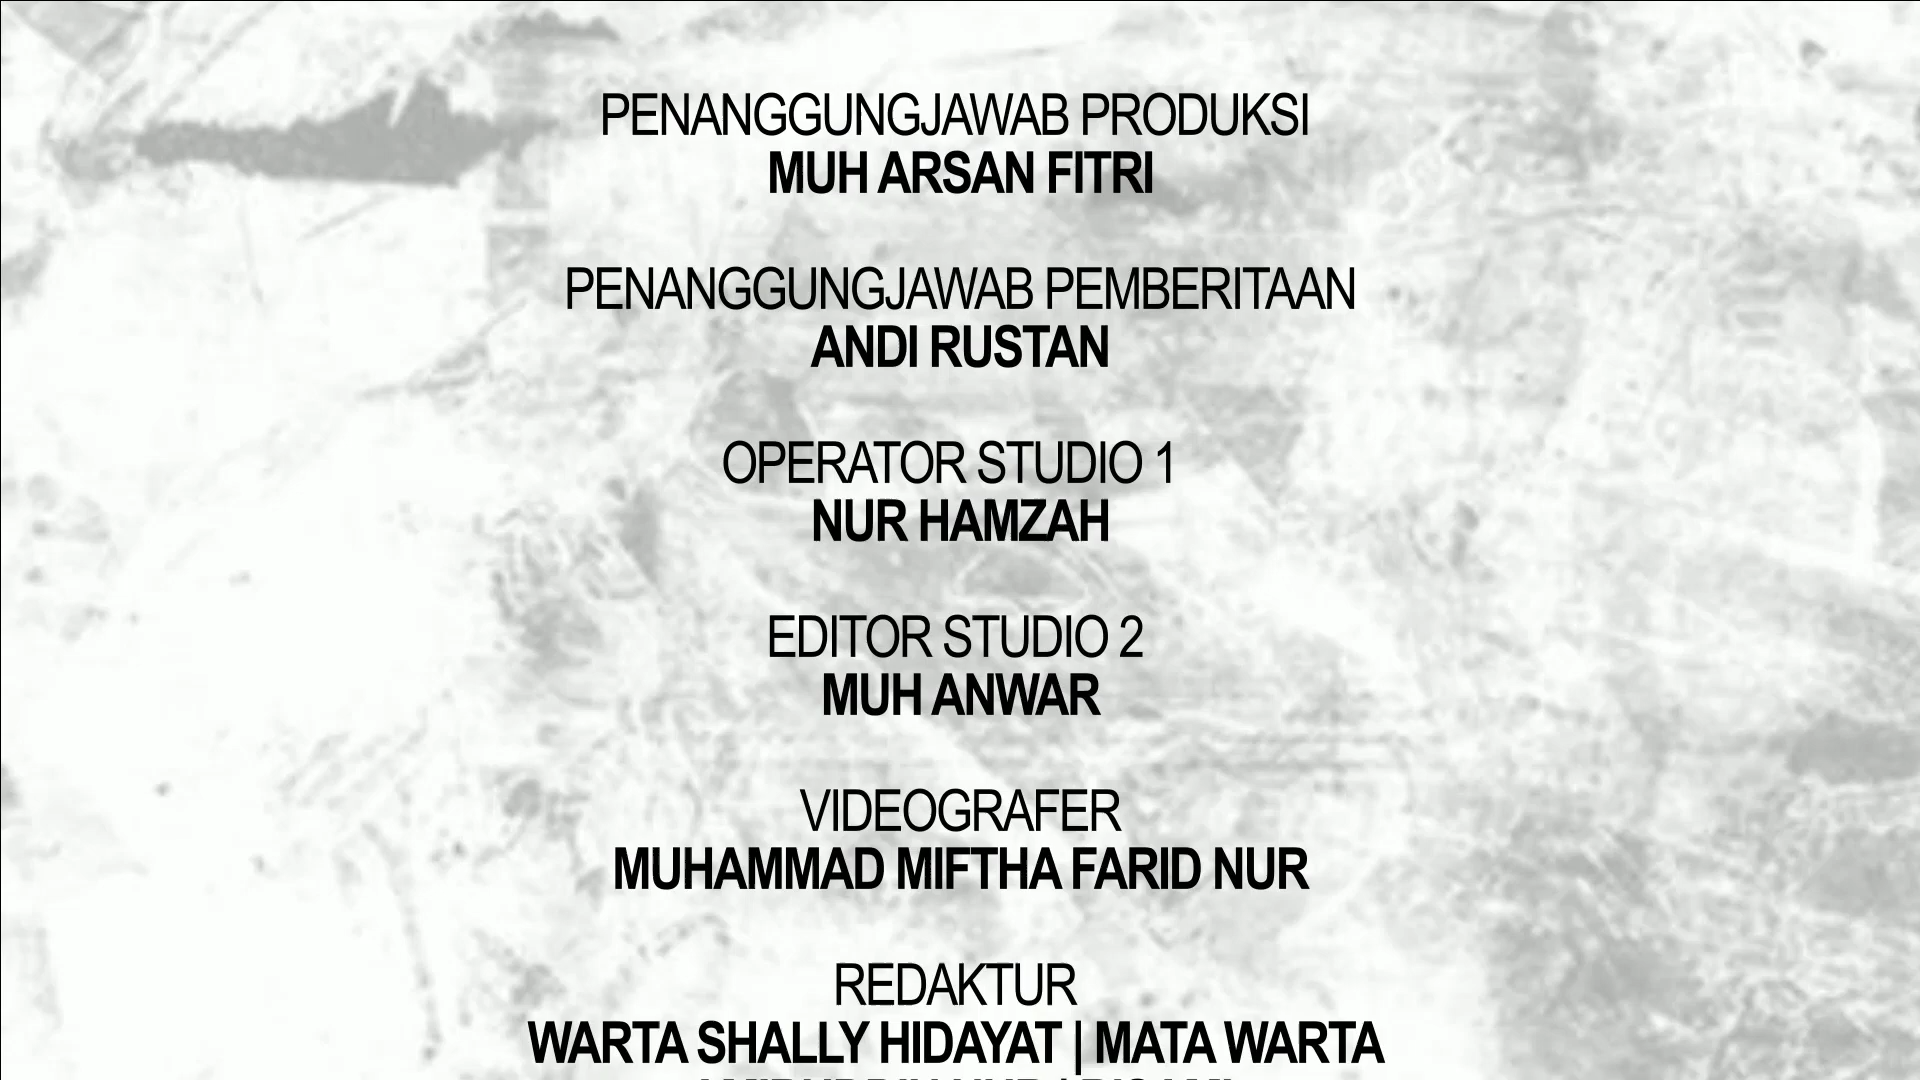 PENANGGUNGJAWAB PRODUKSI
MUH ARSAN FITRI
PENANGGUNGJAWAB PEMBERITAAN
ANDI RUSTAN
OPERATOR STUDIO 1
NUR HAMZAH
EDITOR STUDIO 2
MUH ANWAR
VIDEOGRAFER
MUHAMMAD MIFTHA FARID NUR
REDAKTUR
WARTA SHALLY HIDAYAT | MATA WARTA